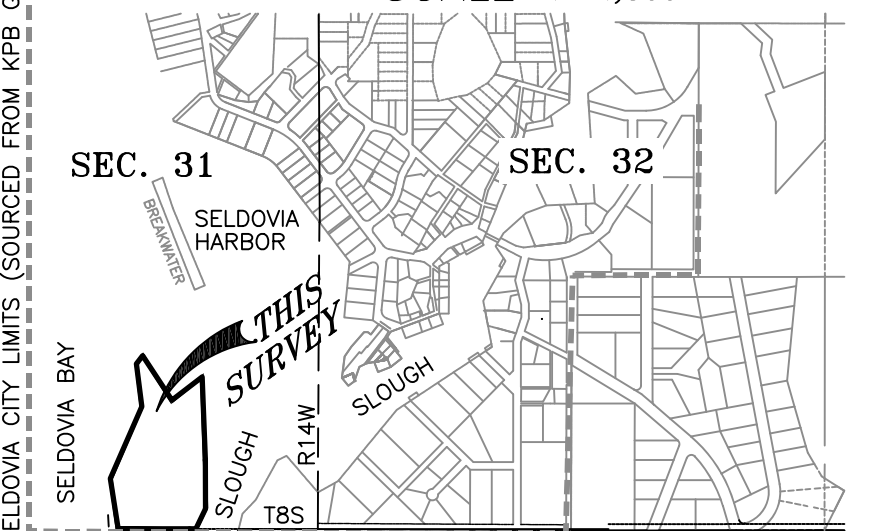 ELDOVIA CITY LIMITS (SOURCED FROM KPB
SEC. 31
SEC. 32
BREAKWATER
SELDOVIA
HARBOR
THIS
SURVEY
SELDOVIA BAY
SLOUGH
SLOUGH
R14W
T8S